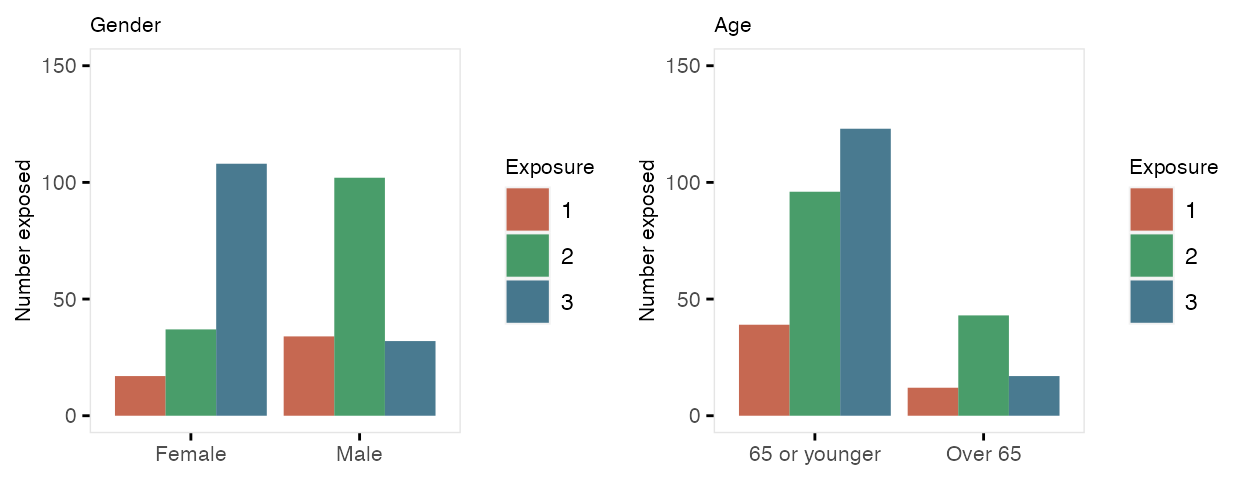 Gender
150
100
50
0
Number exposed
Female Male
Exposure
1
2
3
Age
150
100
50
0
Number exposed
65 or younger Over 65
Exposure
1
2
3